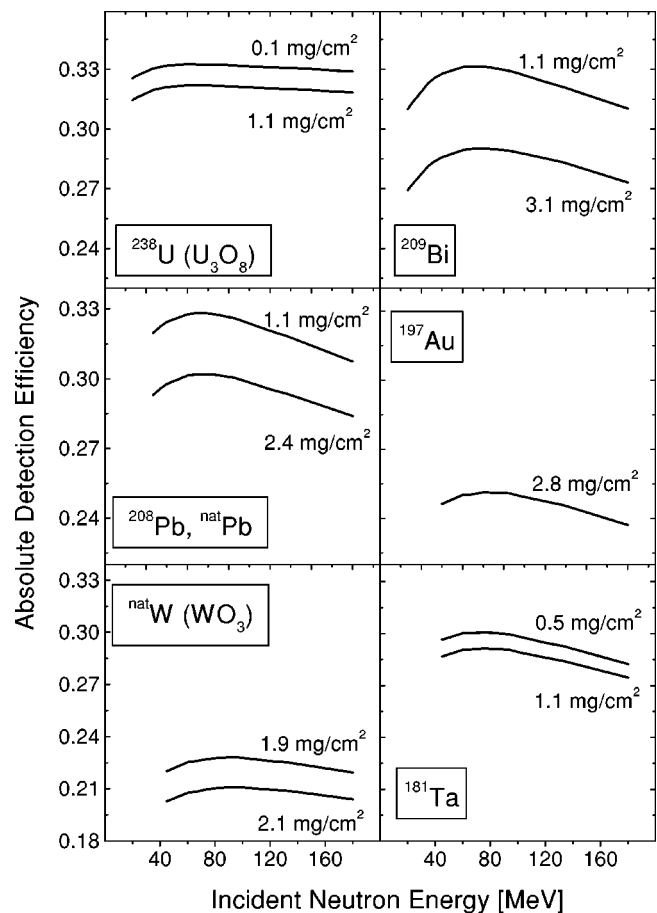 Absolute Detection Efficiency
0.33
0.30
0.27
0.24
0.1 mg/cm²
1.1 mg/cm²
²³⁸U (U₃O₈)
1.1 mg/cm²
3.1 mg/cm²
²⁰⁹Bi
0.33
0.30
0.27
0.24
1.1 mg/cm²
2.4 mg/cm²
²⁰⁸Pb, ⁿᵃᵗPb
¹⁹⁷Au
2.8 mg/cm²
0.33
0.30
0.27
0.24
0.21
0.18
ⁿᵃᵗW (WO₃)
1.9 mg/cm²
2.1 mg/cm²
0.5 mg/cm²
1.1 mg/cm²
¹⁸¹Ta
40 80 120 160 40 80 120 160
Incident Neutron Energy [MeV]